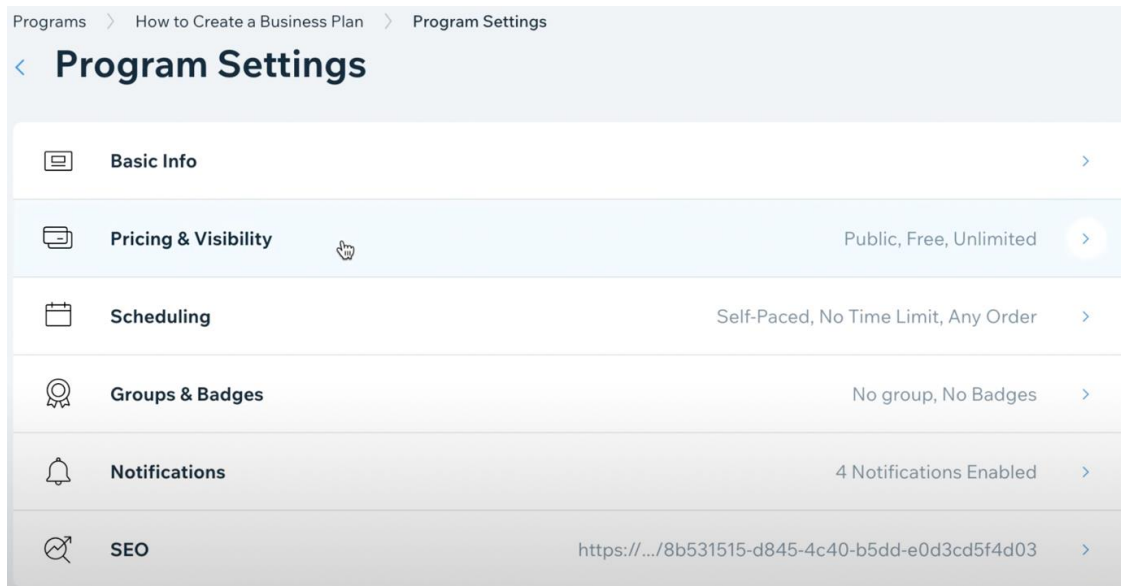 Programs > How to Create a Business Plan > Program Settings
< Program Settings
Basic Info >
Pricing & Visibility Public, Free, Unlimited >
Scheduling Self-Paced, No Time Limit, Any Order >
Groups & Badges No group, No Badges >
Notifications 4 Notifications Enabled >
SEO https://.../8b531515-d845-4c40-b5dd-e0d3cd5f4d03 >